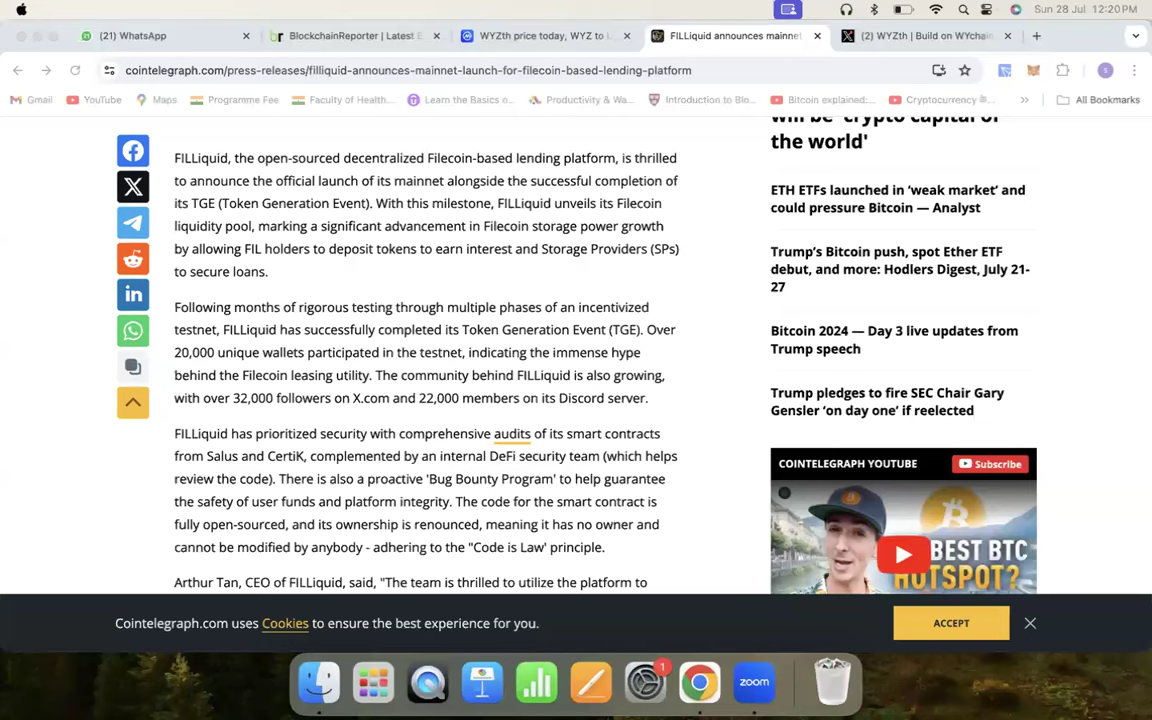 Sun 28 Jul 12:20 PM
(21) WhatsApp
BlockchainReporter | Latest E
WYZth price today, WYZ to U
FILLiquid announces mainnet
(2) WYZth | Build on WYchain
cointelegraph.com/press-releases/filliquid-announces-mainnet-launch-for-filecoin-based-lending-platform
S
Gmail
YouTube
Maps
Programme Fee
Faculty of Health...
Learn the Basics o...
Productivity & Wa...
Introduction to Blo...
Bitcoin explained:...
Cryptocurrency
All Bookmarks
FILLiquid, the open-sourced decentralized Filecoin-based lending platform, is thrilled
to announce the official launch of its mainnet alongside the successful completion of
its TGE (Token Generation Event). With this milestone, FILLiquid unveils its Filecoin
liquidity pool, marking a significant advancement in Filecoin storage power growth
by allowing FIL holders to deposit tokens to earn interest and Storage Providers (SPs)
to secure loans.
Following months of rigorous testing through multiple phases of an incentivized
testnet, FILLiquid has successfully completed its Token Generation Event (TGE). Over
20,000 unique wallets participated in the testnet, indicating the immense hype
behind the Filecoin leasing utility. The community behind FILLiquid is also growing,
with over 32,000 followers on X.com and 22,000 members on its Discord server.
FILLiquid has prioritized security with comprehensive audits of its smart contracts
from Salus and CertiK, complemented by an internal DeFi security team (which helps
review the code). There is also a proactive 'Bug Bounty Program' to help guarantee
the safety of user funds and platform integrity. The code for the smart contract is
fully open-sourced, and its ownership is renounced, meaning it has no owner and
cannot be modified by anybody - adhering to the "Code is Law' principle.
Arthur Tan, CEO of FILLiquid, said, "The team is thrilled to utilize the platform to
will be 'crypto capital of
the world'
ETH ETFs launched in ‘weak market’ and
could pressure Bitcoin — Analyst
Trump’s Bitcoin push, spot Ether ETF
debut, and more: Hodlers Digest, July 21-
27
Bitcoin 2024 — Day 3 live updates from
Trump speech
Trump pledges to fire SEC Chair Gary
Gensler ‘on day one’ if reelected
COINTELEGRAPH YOUTUBE
Subscribe
BEST BTC
HOTSPOT?
Cointelegraph.com uses Cookies to ensure the best experience for you.
ACCEPT
1
zoom